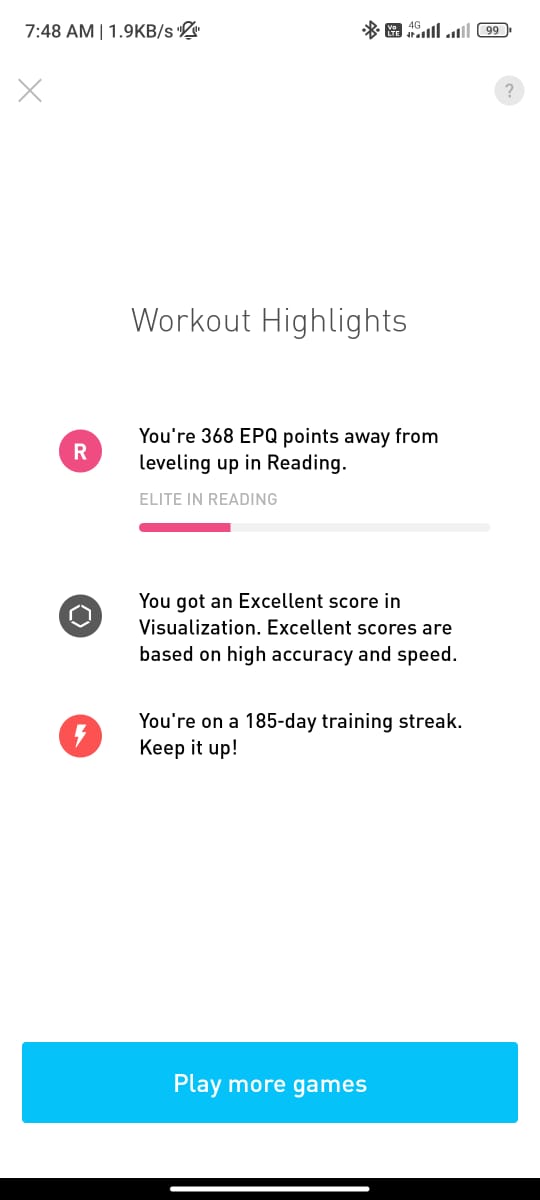 7:48 AM | 1.9KB/s
Vo LTE 4G 99
?
Workout Highlights
R
You're 368 EPQ points away from
leveling up in Reading.
ELITE IN READING
You got an Excellent score in
Visualization. Excellent scores are
based on high accuracy and speed.
You're on a 185-day training streak.
Keep it up!
Play more games